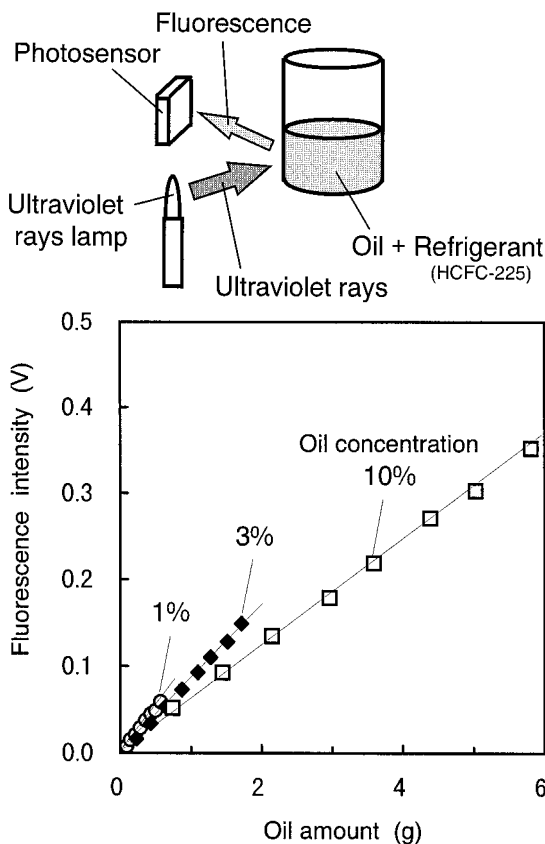 Fluorescence
Photosensor
Ultraviolet
rays lamp
Oil + Refrigerant
(HCFC-225)
Ultraviolet rays
0.5
0.4
0.3
0.2
0.1
0.0
Fluorescence intensity (V)
Oil concentration
10%
3%
1%
0 2 4 6
Oil amount (g)